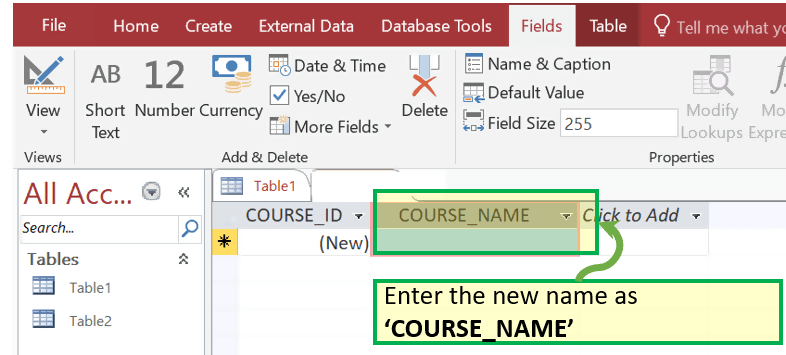 File Home Create External Data Database Tools Fields Table Tell me what yo
View
Views
AB
Short
Text
12
Number
Currency
Date & Time
Yes/No
More Fields
Delete
Add & Delete
Name & Caption
Default Value
Field Size 255
Modify
Lookups
Mo
Expre
Properties
All Acc...
Search...
Tables
Table1
Table2
Table1
COURSE_ID COURSE_NAME Click to Add
(New)
Enter the new name as
‘COURSE_NAME’